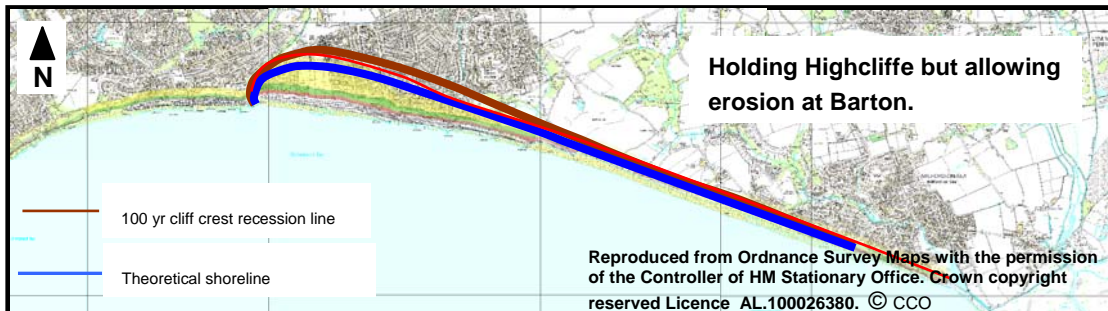 N
Holding Highcliffe but allowing
erosion at Barton.
100 yr cliff crest recession line
Theoretical shoreline
Reproduced from Ordnance Survey Maps with the permission
of the Controller of HM Stationary Office. Crown copyright
reserved Licence AL.100026380. © CCO